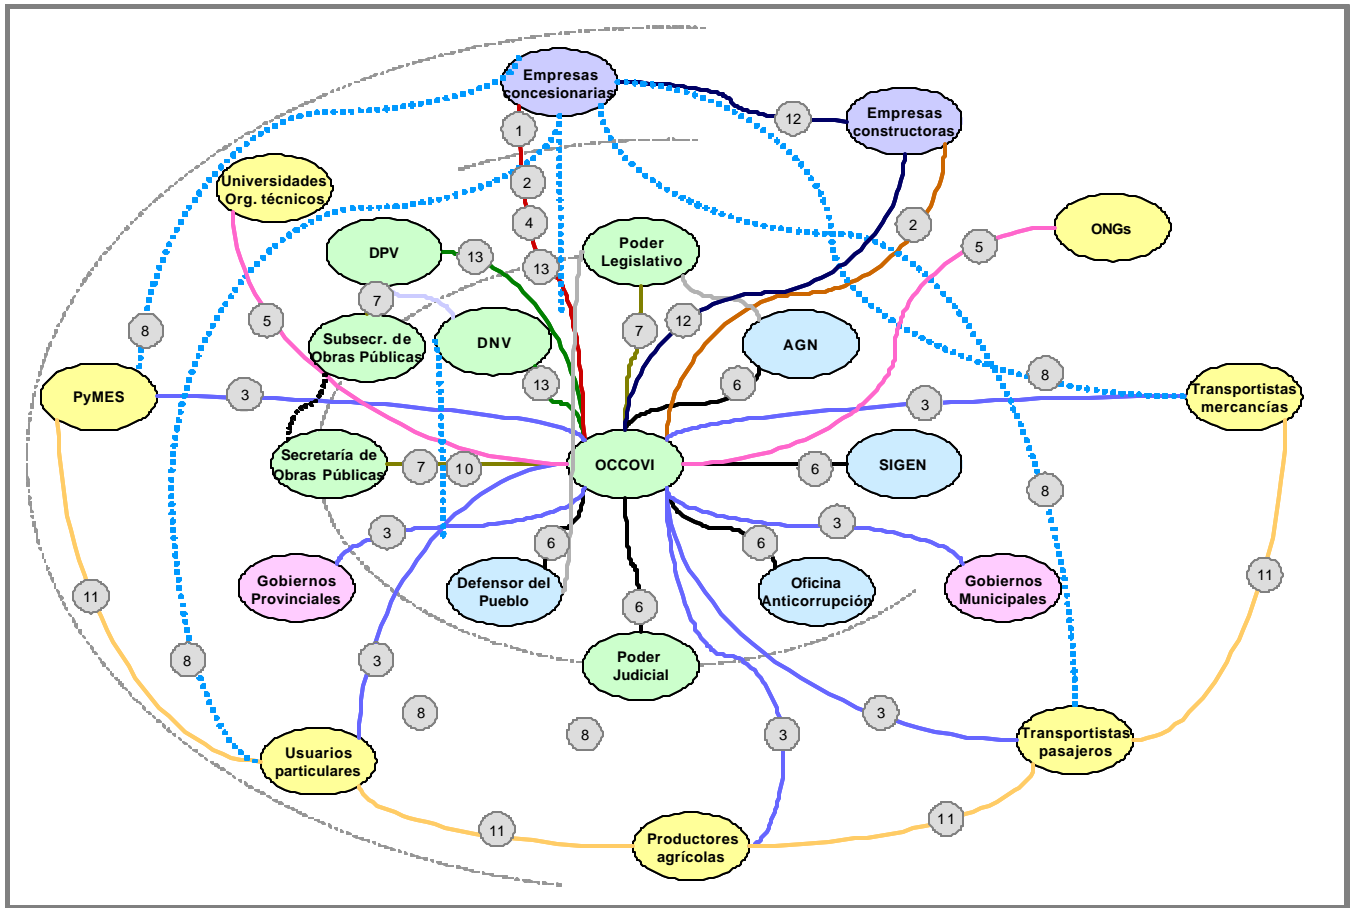 Empresas
concesionarias
Empresas
constructoras
12
1
Universidades
Org. técnicos
2
4
2
ONGs
5
DPV
13
13
Poder
Legislativo
7
5
8
Subsecr. de
Obras Públicas
DNV
7
12
AGN
13
6
8
PyMES
3
3
Transportistas
mercancías
Secretaría de
Obras Públicas
7
10
OCCOVI
6
SIGEN
8
3
6
6
3
Gobiernos
Provinciales
Defensor del
Pueblo
Oficina
Anticorrupción
Gobiernos
Municipales
11
11
6
8
3
Poder
Judicial
8
8
3
3
Usuarios
particulares
Transportistas
pasajeros
11
11
Productores
agrícolas